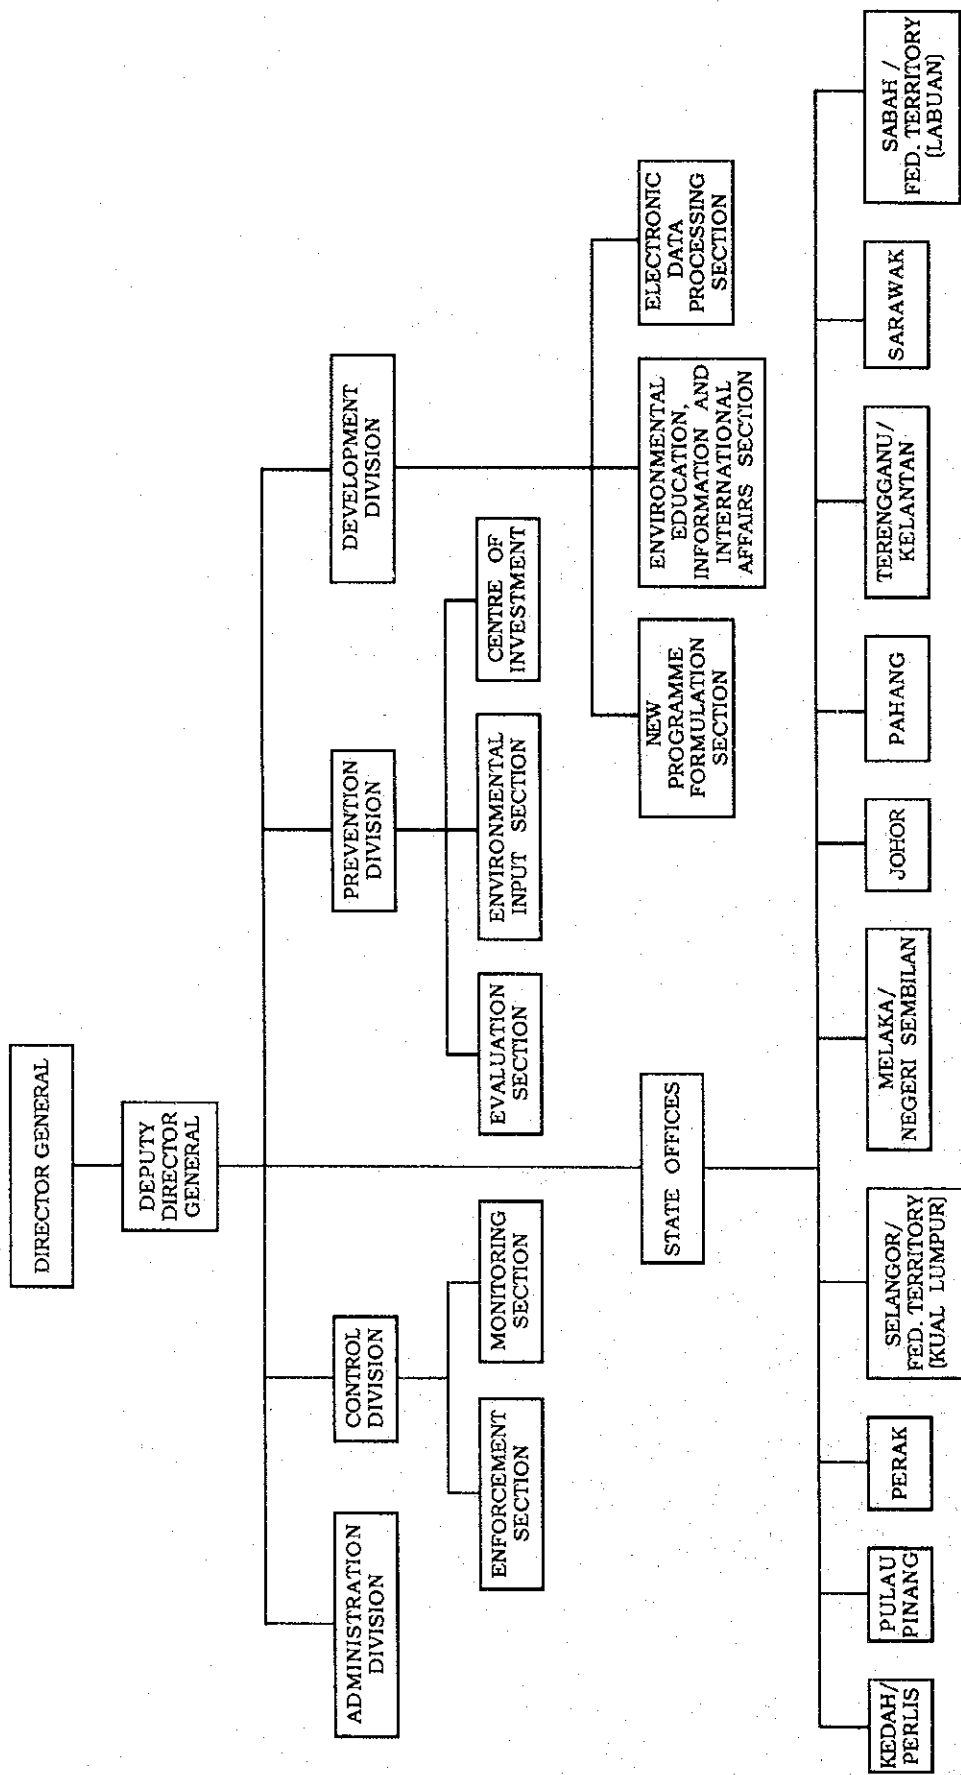 DIRECTOR GENERAL
DEPUTY
DIRECTOR
GENERAL
ADMINISTRATION
DIVISION
CONTROL
DIVISION
PREVENTION
DIVISION
DEVELOPMENT
DIVISION
ENFORCEMENT
SECTION
MONITORING
SECTION
EVALUATION
SECTION
ENVIRONMENTAL
INPUT SECTION
CENTRE OF
INVESTMENT
STATE OFFICES
NEW
PROGRAMME
FORMULATION
SECTION
ENVIRONMENTAL
EDUCATION,
INFORMATION AND
INTERNATIONAL
AFFAIRS SECTION
ELECTRONIC
DATA
PROCESSING
SECTION
KEDAH/
PERLIS
PULAU
PINANG
PERAK
SELANGOR/
FED. TERRITORY
(KUAL LUMPUR)
MELAKA/
NEGERI SEMBILAN
JOHOR
PAHANG
TERENGGANU/
KELANTAN
SARAWAK
SABAH /
FED. TERRITORY
(LABUAN)